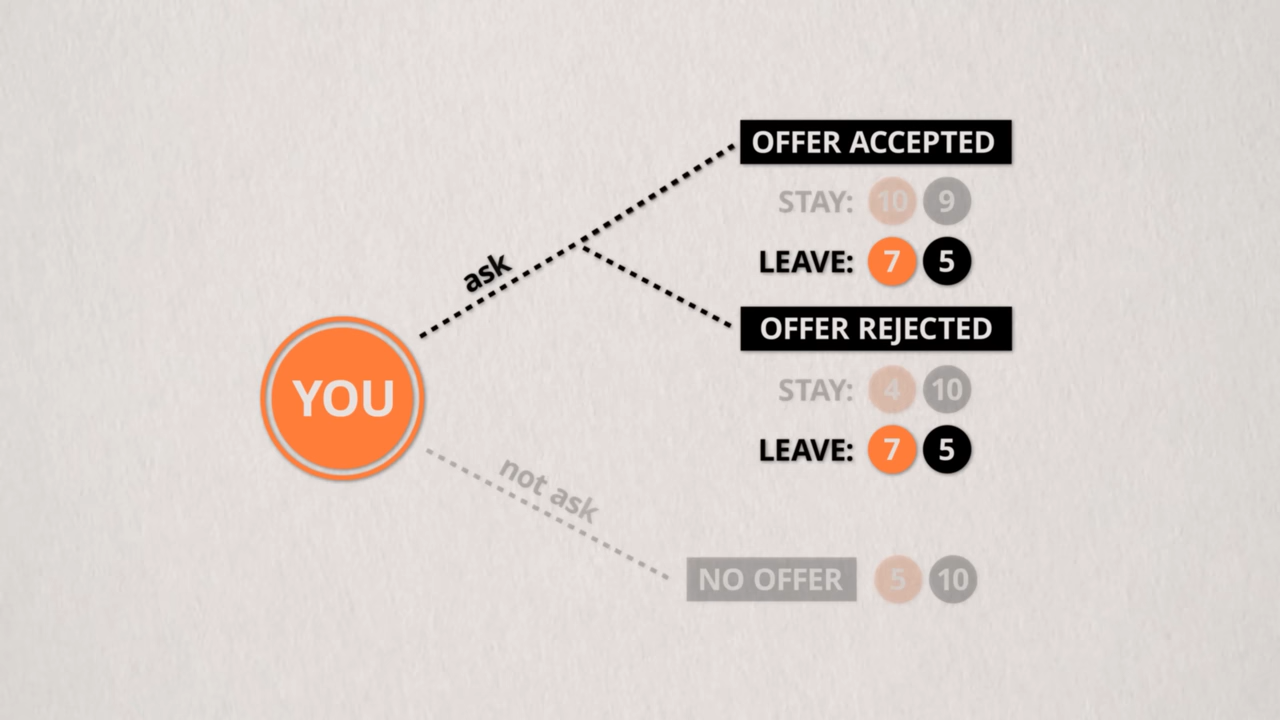 OFFER ACCEPTED
STAY: 10 9
ask
LEAVE: 7 5
OFFER REJECTED
YOU
STAY: 4 10
LEAVE: 7 5
not ask
NO OFFER 5 10